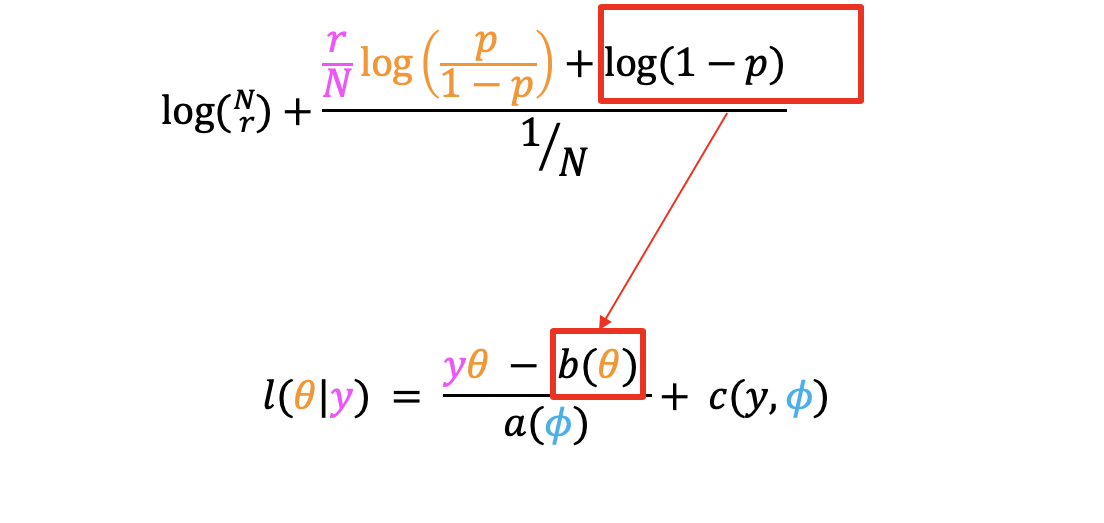 log(N r) + r/N log(p/1 − p) + log(1 − p)
1/N
l(θ|y) = yθ − b(θ) / a(ϕ) + c(y, ϕ)